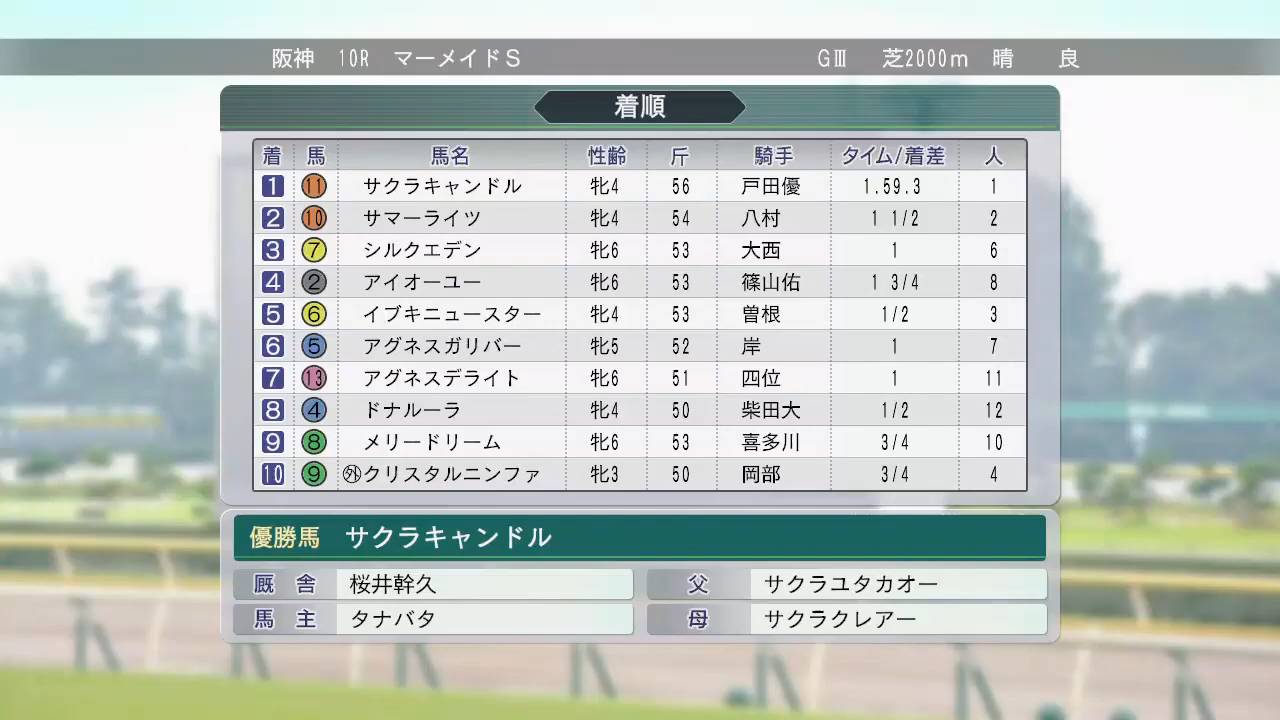 阪神 10R マーメイドS GⅢ 芝2000m 晴 良
着順
着 馬 馬名 性齢 斤 騎手 タイム/着差 人
1 11 サクラキャンドル 牝4 56 戸田優 1.59.3 1
2 10 サマーライツ 牝4 54 八村 1 1/2 2
3 7 シルクエデン 牝6 53 大西 1 6
4 2 アイオーユー 牝6 53 篠山佑 1 3/4 8
5 6 イブキニュースター 牝4 53 曽根 1/2 3
6 5 アグネスガリバー 牝5 52 岸 1 7
7 13 アグネスデライト 牝6 51 四位 1 11
8 4 ドナルーラ 牝4 50 柴田大 1/2 12
9 8 メリードリーム 牝6 53 喜多川 3/4 10
10 9 外クリスタルニンファ 牝3 50 岡部 3/4 4
優勝馬 サクラキャンドル
厩舎 桜井幹久 父 サクラユタカオー
馬主 タナバタ 母 サクラクレアー